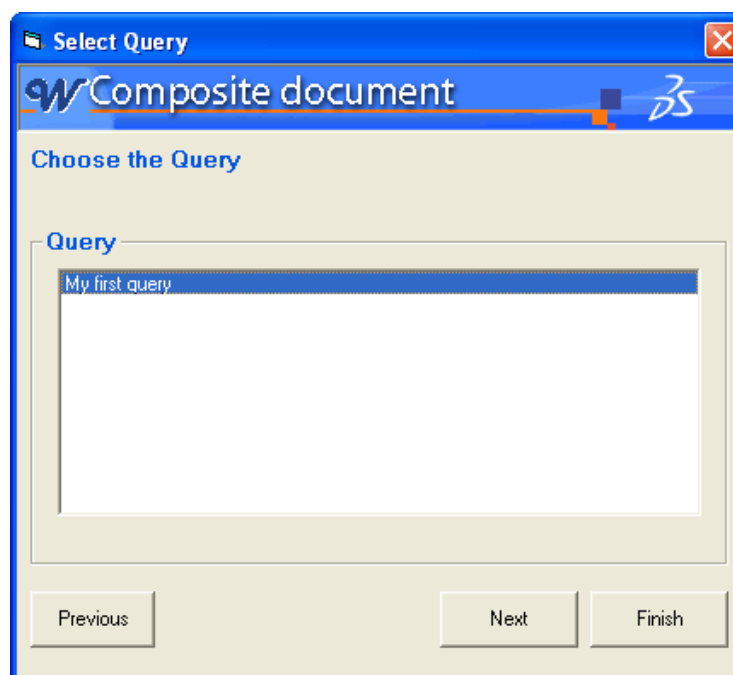 Select Query
Composite document
Choose the Query
Query
My first query
Previous Next Finish